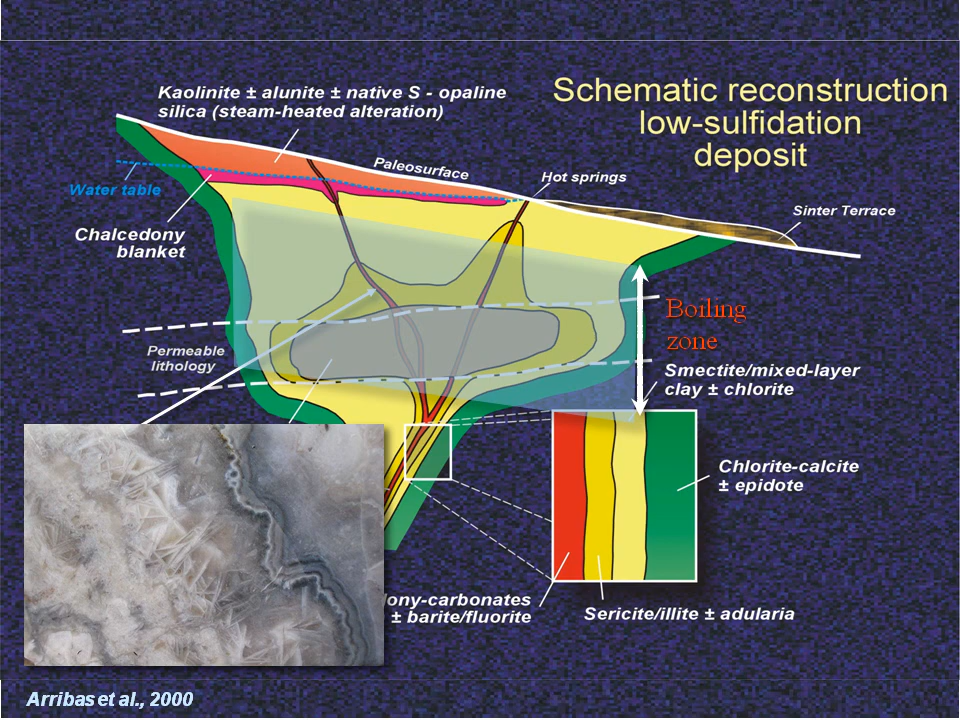 Schematic reconstruction
low-sulfidation
deposit
Kaolinite ± alunite ± native S - opaline
silica (steam-heated alteration)
Paleosurface
Water table
Hot springs
Sinter Terrace
Chalcedony
blanket
Boiling
zone
Permeable
lithology
Smectite/mixed-layer
clay ± chlorite
Chlorite-calcite
± epidote
ony-carbonates
± barite/fluorite
Sericite/illite ± adularia
Arribas et al., 2000